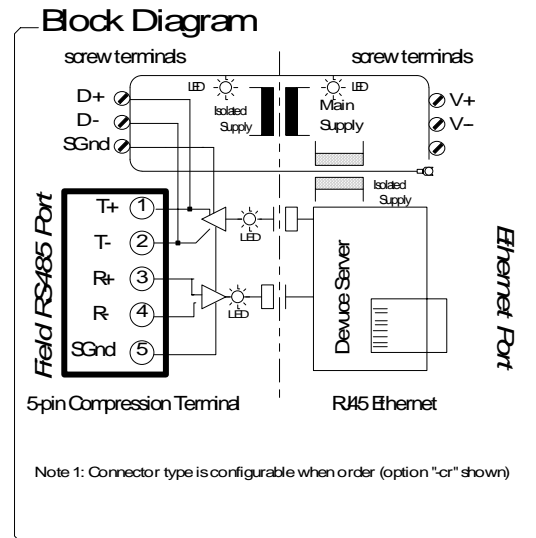 Block Diagram
screw terminals
screw terminals
LED
LED
D+
D-
SGnd
Isolated
Supply
Main
Supply
V+
V-
Isolated
Supply
Field RS485 Port
T+ 1
T- 2
R+ 3
R- 4
SGnd 5
LED
LED
Devuce Server
Ethernet Port
5-pin Compression Terminal
RJ45 Ethernet
Note 1: Connector type is configurable when order (option "-cr" shown)